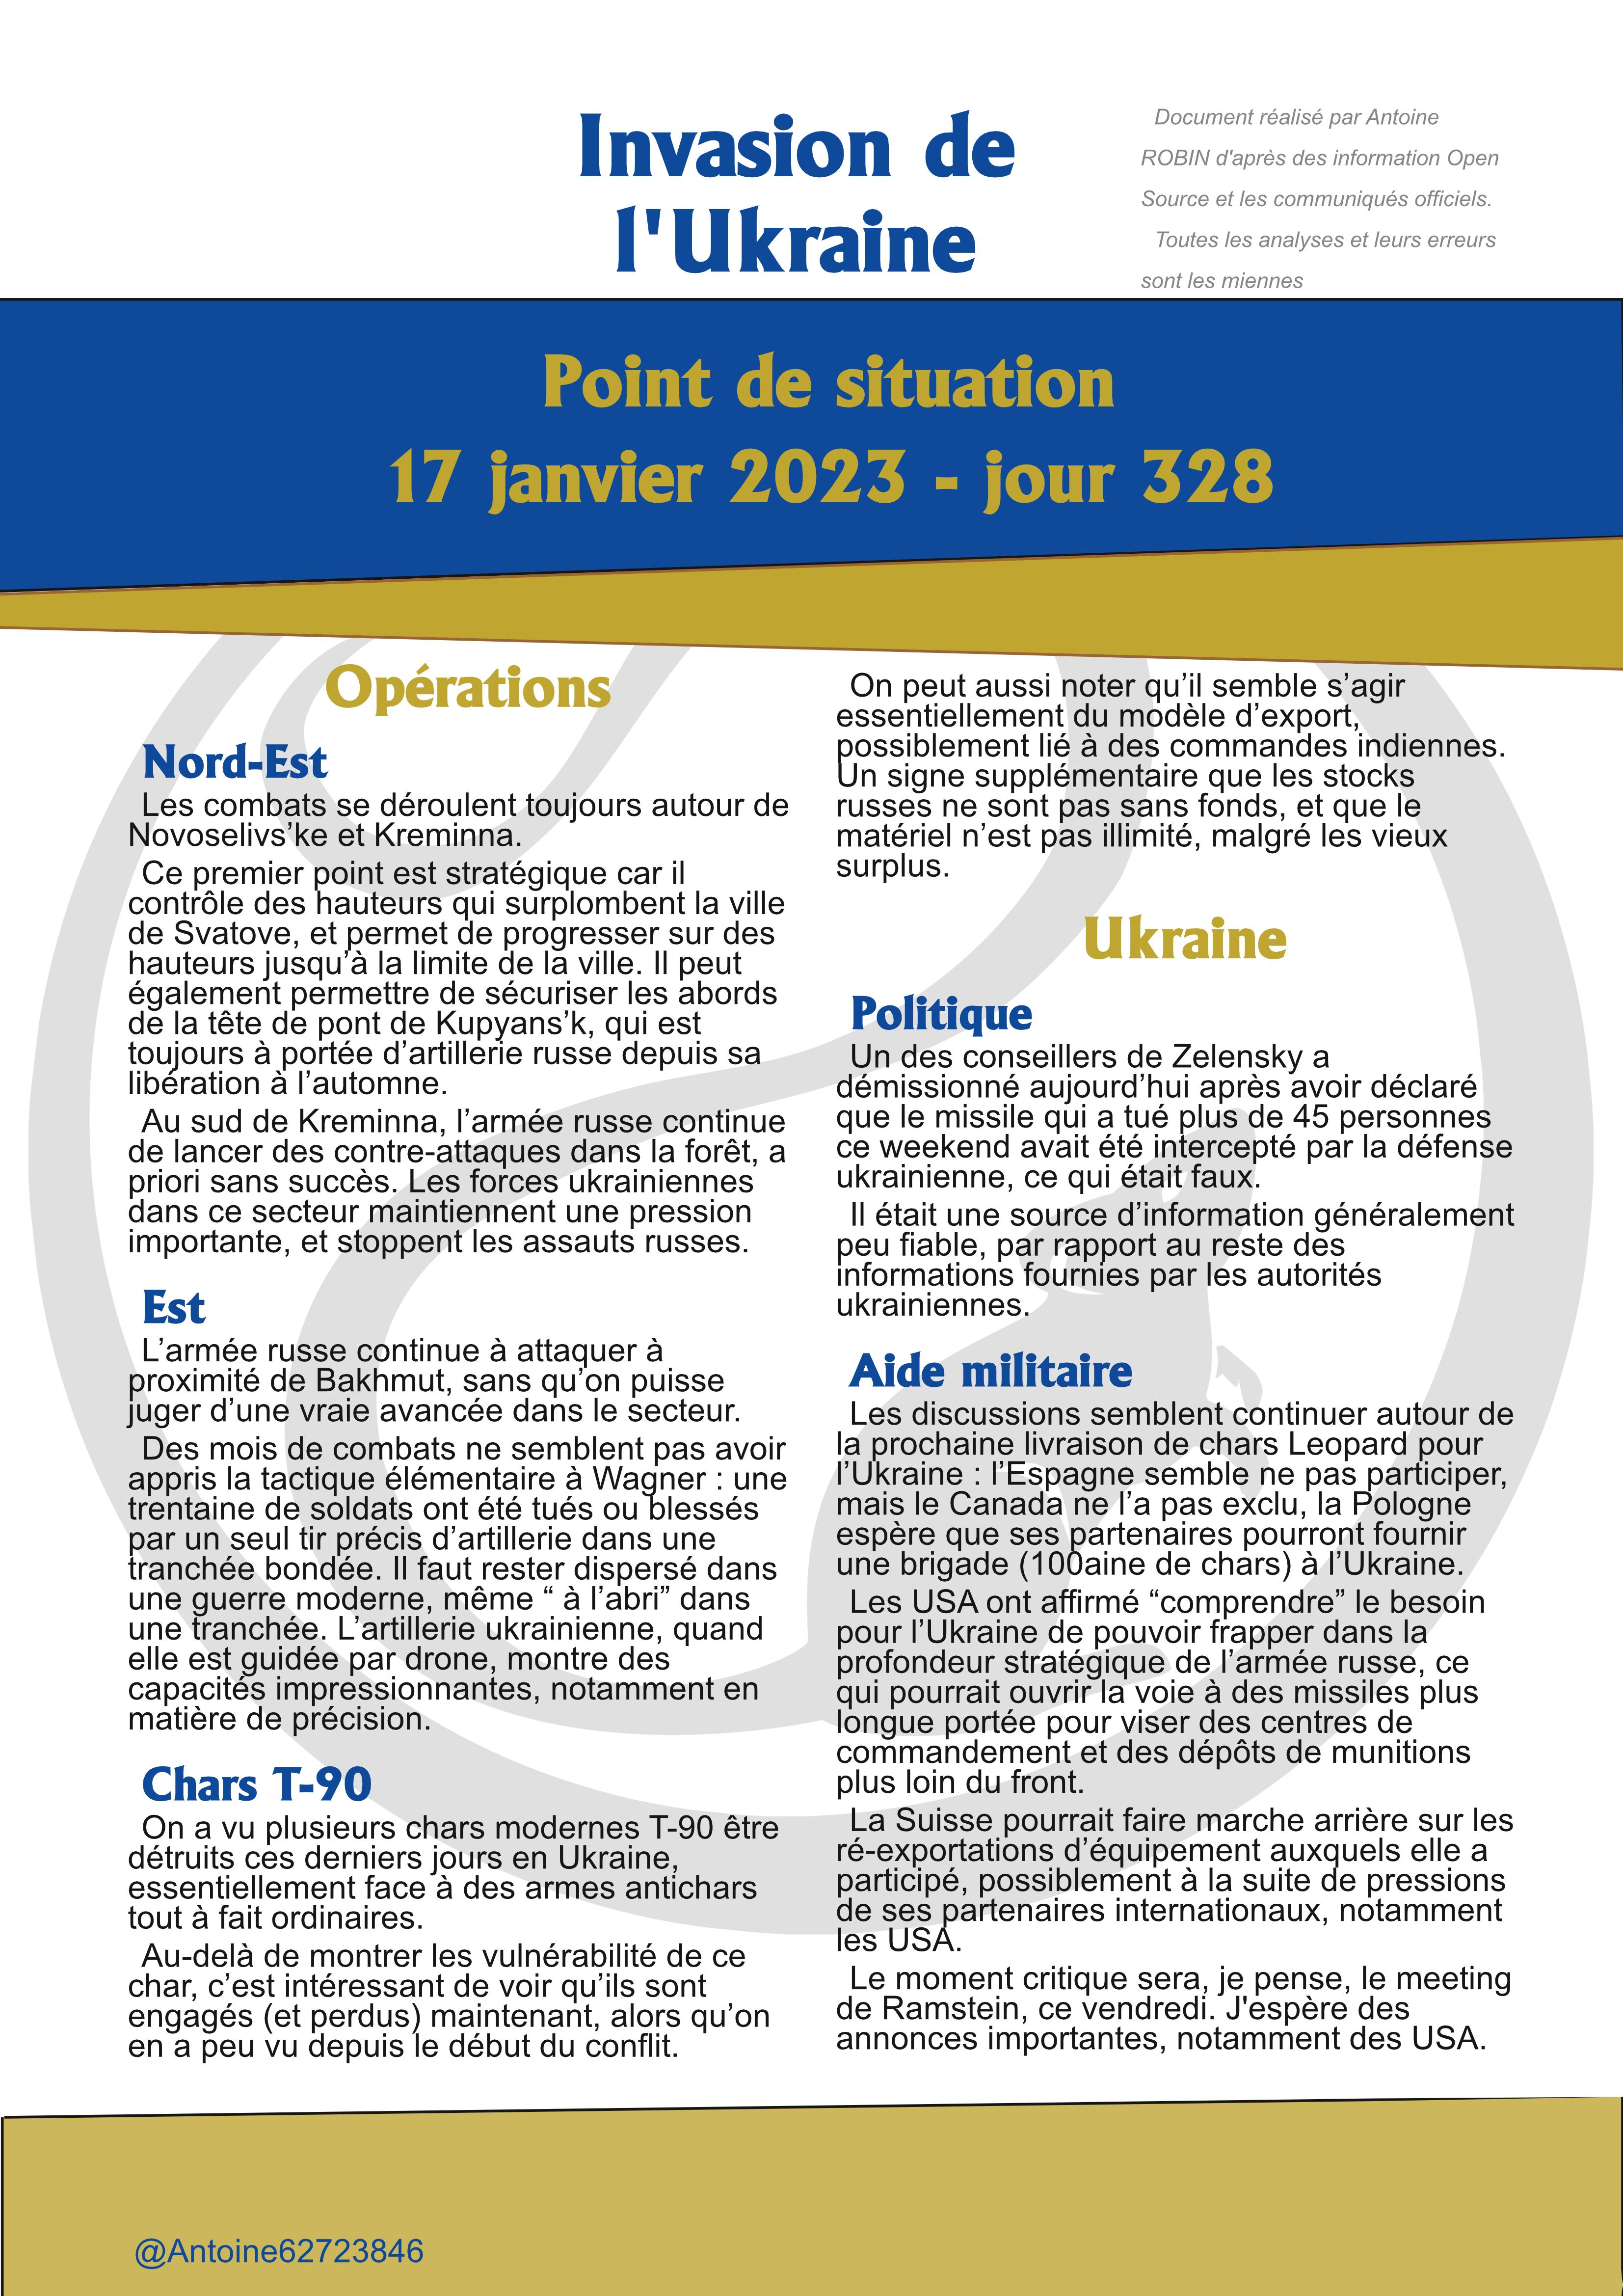 Invasion de
l'Ukraine
Document réalisé par Antoine
ROBIN d'après des information Open
Source et les communiqués officiels.
Toutes les analyses et leurs erreurs
sont les miennes
Point de situation
17 janvier 2023 - jour 328
Opérations
Nord-Est
Les combats se déroulent toujours autour de
Novoselivs’ke et Kreminna.
Ce premier point est stratégique car il
contrôle des hauteurs qui surplombent la ville
de Svatove, et permet de progresser sur des
hauteurs jusqu’à la limite de la ville. Il peut
également permettre de sécuriser les abords
de la tête de pont de Kupyans’k, qui est
toujours à portée d’artillerie russe depuis sa
libération à l’automne.
Au sud de Kreminna, l’armée russe continue
de lancer des contre-attaques dans la forêt, a
priori sans succès. Les forces ukrainiennes
dans ce secteur maintiennent une pression
importante, et stoppent les assauts russes.
Est
L’armée russe continue à attaquer à
proximité de Bakhmut, sans qu’on puisse
juger d’une vraie avancée dans le secteur.
Des mois de combats ne semblent pas avoir
appris la tactique élémentaire à Wagner : une
trentaine de soldats ont été tués ou blessés
par un seul tir précis d’artillerie dans une
tranchée bondée. Il faut rester dispersé dans
une guerre moderne, même “ à l’abri” dans
une tranchée. L’artillerie ukrainienne, quand
elle est guidée par drone, montre des
capacités impressionnantes, notamment en
matière de précision.
Chars T-90
On a vu plusieurs chars modernes T-90 être
détruits ces derniers jours en Ukraine,
essentiellement face à des armes antichars
tout à fait ordinaires.
Au-delà de montrer les vulnérabilité de ce
char, c’est intéressant de voir qu’ils sont
engagés (et perdus) maintenant, alors qu’on
en a peu vu depuis le début du conflit.
On peut aussi noter qu’il semble s’agir
essentiellement du modèle d’export,
possiblement lié à des commandes indiennes.
Un signe supplémentaire que les stocks
russes ne sont pas sans fonds, et que le
matériel n’est pas illimité, malgré les vieux
surplus.
Ukraine
Politique
Un des conseillers de Zelensky a
démissionné aujourd’hui après avoir déclaré
que le missile qui a tué plus de 45 personnes
ce weekend avait été intercepté par la défense
ukrainienne, ce qui était faux.
Il était une source d’information généralement
peu fiable, par rapport au reste des
informations fournies par les autorités
ukrainiennes.
Aide militaire
Les discussions semblent continuer autour de
la prochaine livraison de chars Leopard pour
l’Ukraine : l’Espagne semble ne pas participer,
mais le Canada ne l’a pas exclu, la Pologne
espère que ses partenaires pourront fournir
une brigade (100aine de chars) à l’Ukraine.
Les USA ont affirmé “comprendre” le besoin
pour l’Ukraine de pouvoir frapper dans la
profondeur stratégique de l’armée russe, ce
qui pourrait ouvrir la voie à des missiles plus
longue portée pour viser des centres de
commandement et des dépôts de munitions
plus loin du front.
La Suisse pourrait faire marche arrière sur les
ré-exportations d’équipement auxquels elle a
participé, possiblement à la suite de pressions
de ses partenaires internationaux, notamment
les USA.
Le moment critique sera, je pense, le meeting
de Ramstein, ce vendredi. J'espère des
annonces importantes, notamment des USA.
@Antoine62723846